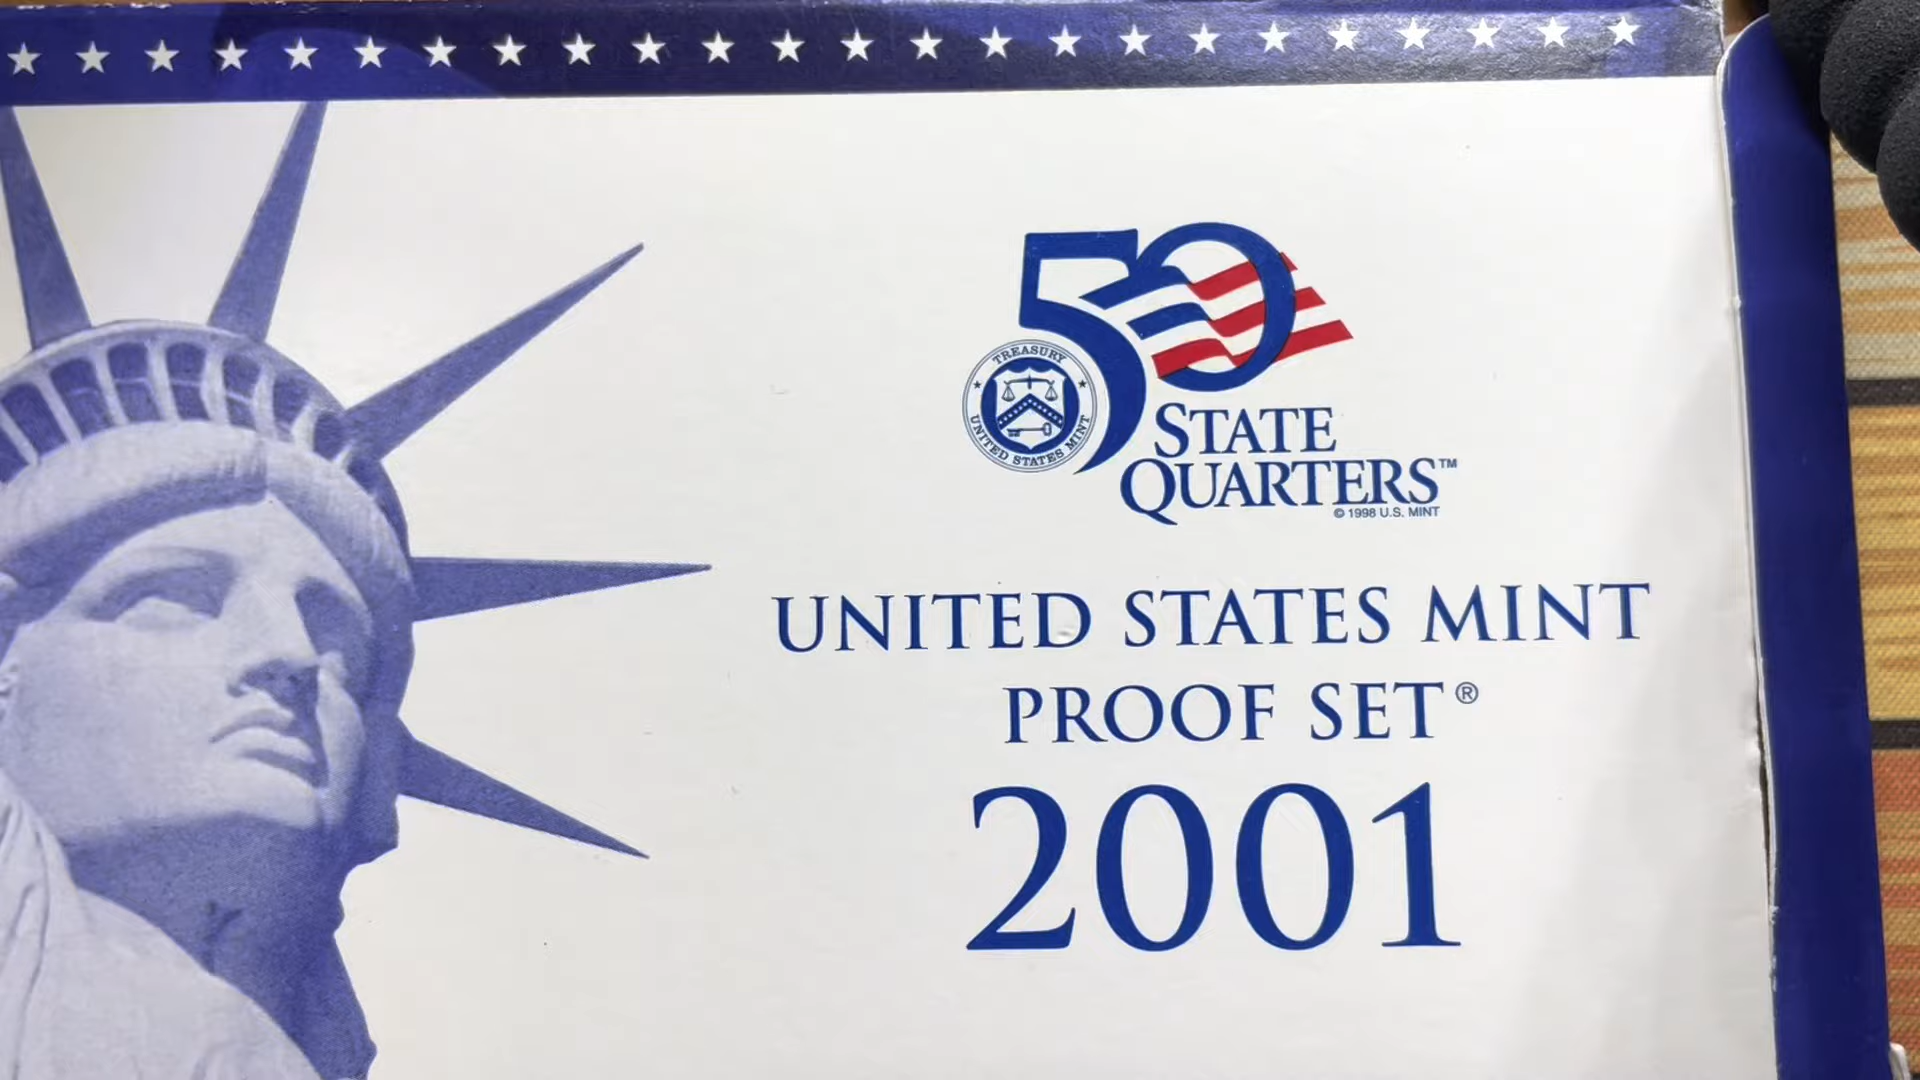 50
TREASURY
UNITED STATES MINT
STATE
QUARTERS™
© 1998 U.S. MINT
UNITED STATES MINT
PROOF SET®
2001